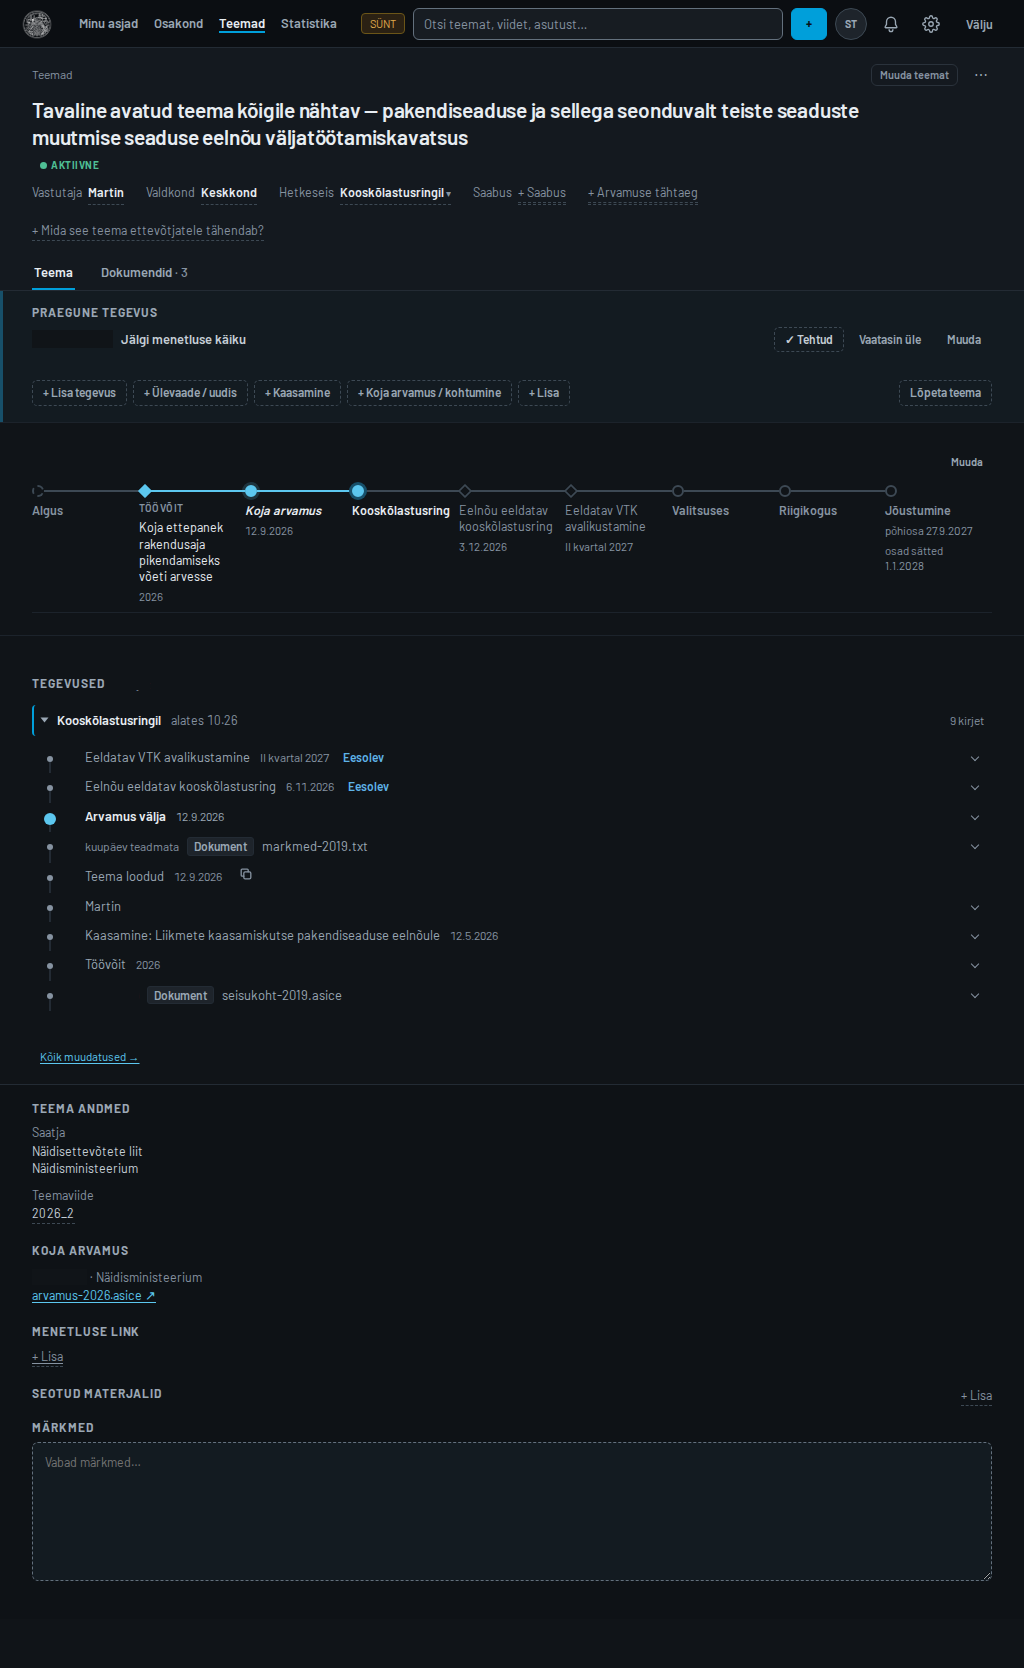 Minu asjad Osakond Teemad Statistika SÜNT Otsi teemat, viidet, asutust... + ST Välju
Teemad Muuda teemat ...
Tavaline avatud teema kõigile nähtav — pakendiseaduse ja sellega seonduvalt teiste seaduste
muutmise seaduse eelnõu väljatöötamiskavatsus
AKTIIVNE
Vastutaja Martin Valdkond Keskkond Hetkeseis Kooskõlastusringil ▾ Saabus + Saabus + Arvamuse tähtaeg
+ Mida see teema ettevõtjatele tähendab?
Teema Dokumendid · 3
PRAEGUNE TEGEVUS
Jälgi menetluse käiku ✓ Tehtud Vaatasin üle Muuda
+ Lisa tegevus + Ülevaade / uudis + Kaasamine + Koja arvamus / kohtumine + Lisa Lõpeta teema
Muuda
Algus
TÖÖVÕIT
Koja ettepanek
rakendusaja
pikendamiseks
võeti arvesse
2026
Koja arvamus
12.9.2026
Kooskõlastusring
Eelnõu eeldatav
kooskõlastusring
3.12.2026
Eeldatav VTK
avalikustamine
II kvartal 2027
Valitsuses
Riigikogus
Jõustumine
põhiosa 27.9.2027
osad sätted
1.1.2028
TEGEVUSED
Kooskõlastusringil alates 10.26 9 kirjet
Eeldatav VTK avalikustamine II kvartal 2027 Eesolev
Eelnõu eeldatav kooskõlastusring 6.11.2026 Eesolev
Arvamus välja 12.9.2026
kuupäev teadmata Dokument markmed-2019.txt
Teema loodud 12.9.2026
Martin
Kaasamine: Liikmete kaasamiskutse pakendiseaduse eelnõule 12.5.2026
Töövõit 2026
Dokument seisukoht-2019.asice
Kõik muudatused →
TEEMA ANDMED
Saatja
Näidisettevõtete liit
Näidisministeerium
Teemaviide
2026_2
KOJA ARVAMUS
· Näidisministeerium
arvamus-2026.asice ↗
MENETLUSE LINK
+ Lisa
SEOTUD MATERJALID + Lisa
MÄRKMED
Vabad märkmed...